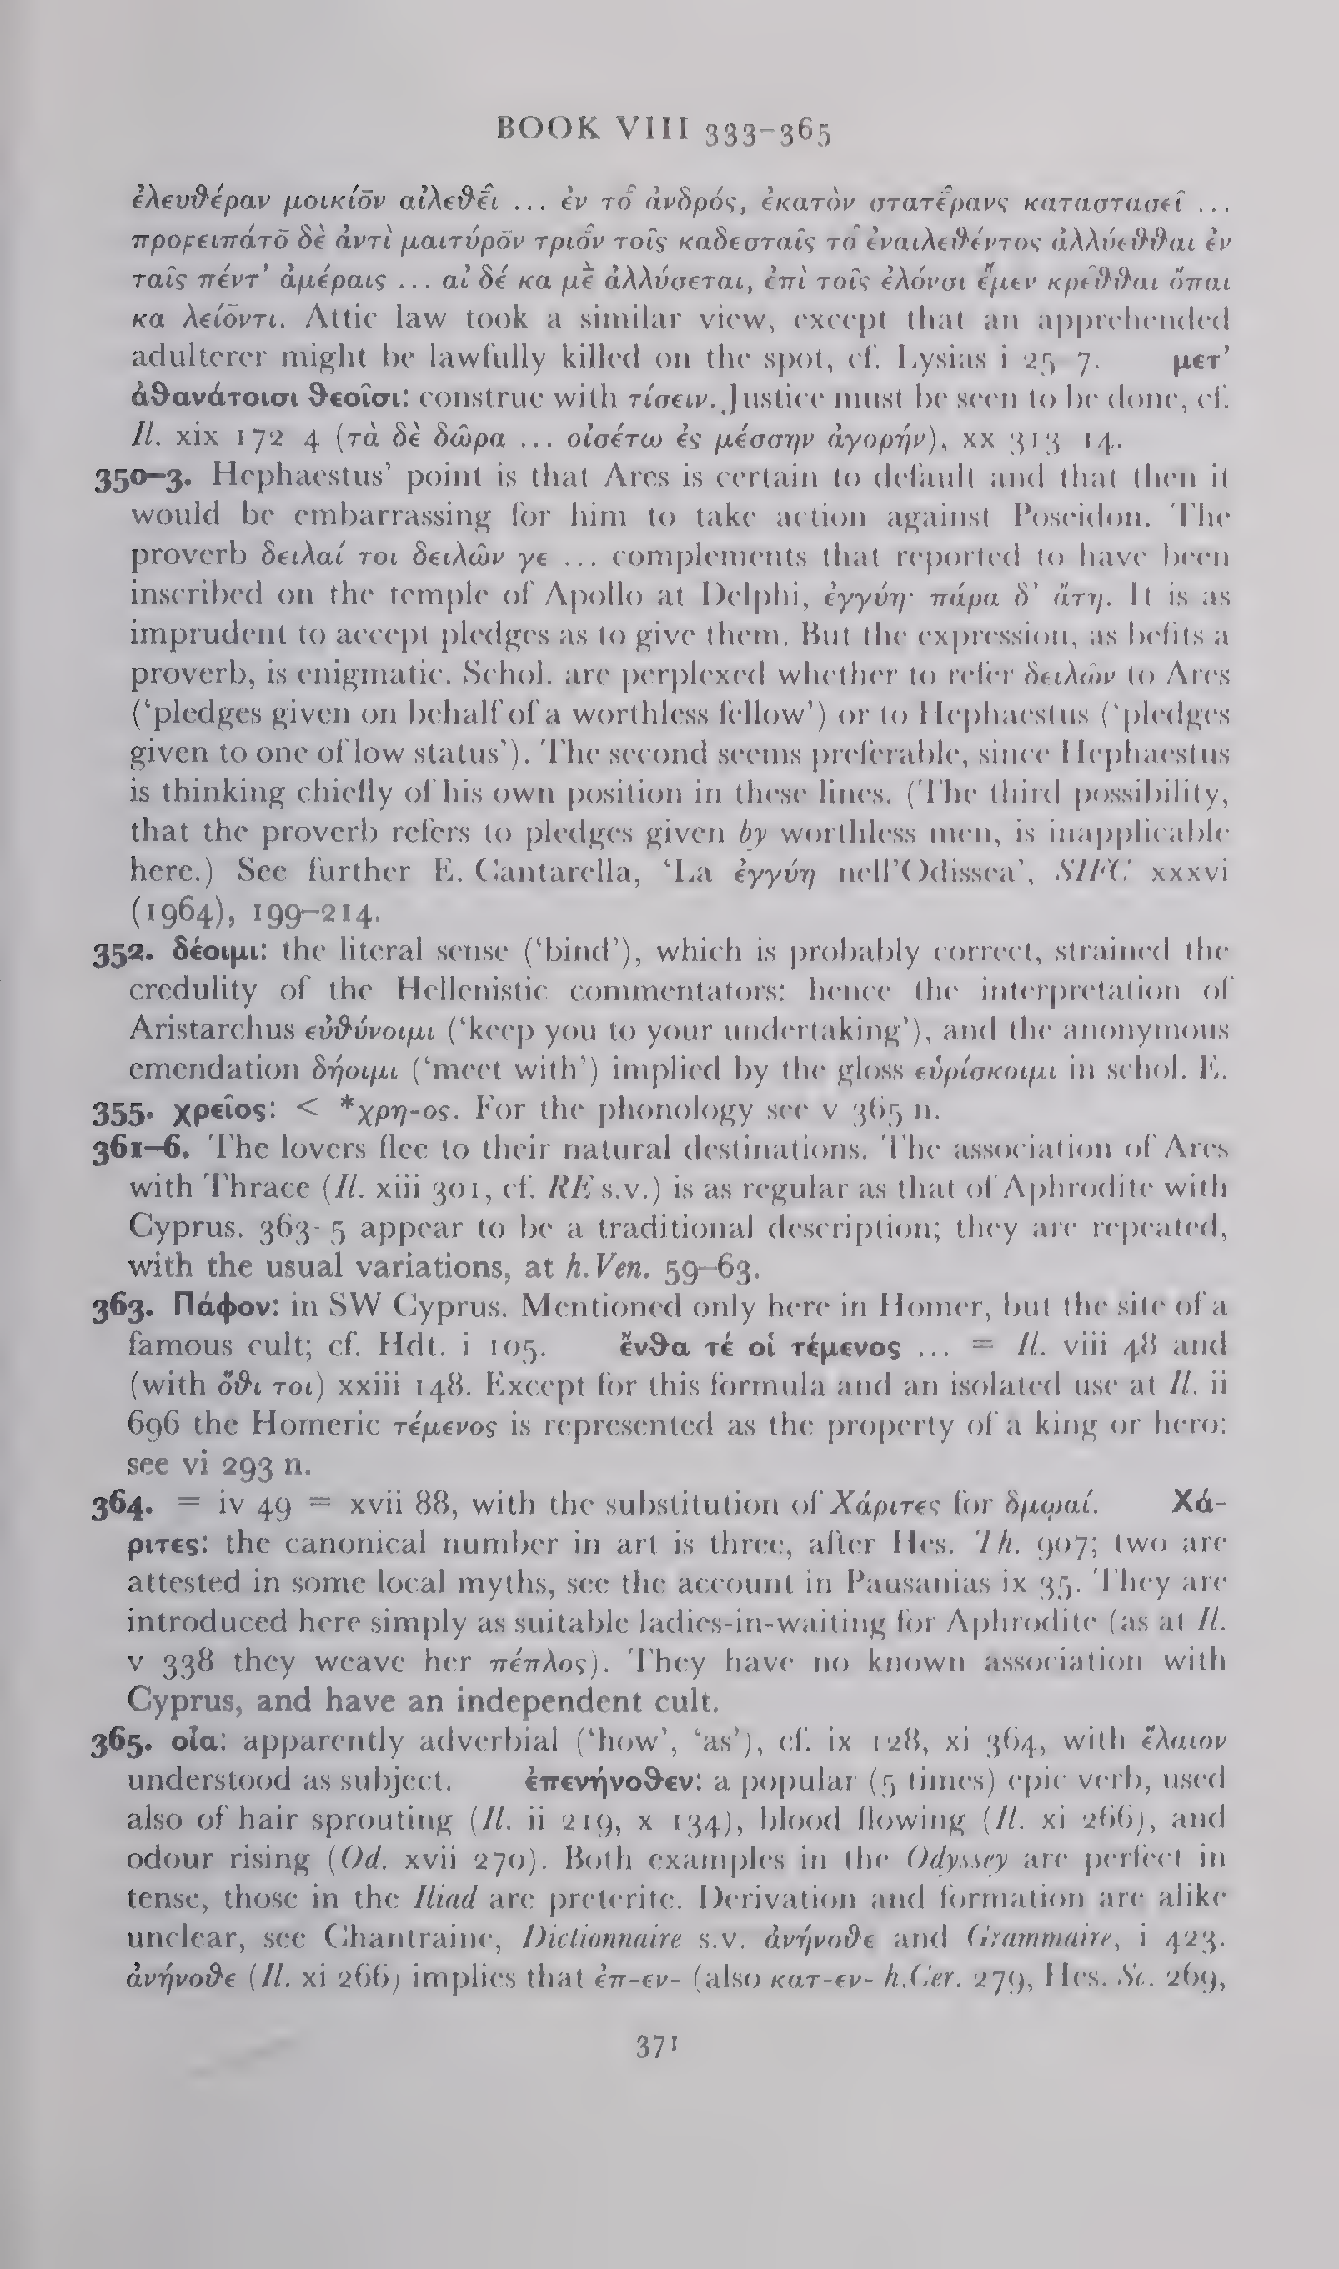 BOOK VIII 333-365
ἐλευθέραν μοικίο̄ν αἰλεθε̑ι ... ἐν το̑ ἀνδρός, ἑκατὸν στατε̑ρανς καταστασεῖ ...
προϝειπάτο̄ δὲ ἀντὶ μαιτύρο̄ν τριο̑ν τοῖς καδεσταῖς το̑ ἐναιλεθέντος ἀλλύεθθαι ἐν
ταῖς πέντ’ ἀμέραις ... αἰ δέ κα με̑̀ ἀλλύσεται, ἐπὶ τοῖς ἑλόνσι ἔ̄μεν κρε̑θθαι ὄπαι
κα λείο̄ντι. Attic law took a similar view, except that an apprehended
adulterer might be lawfully killed on the spot, cf. Lysias i 25-7. μετ’
ἀθανάτοισι θεοῖσι: construe with τίσειν. Justice must be seen to be done, cf.
Il. xix 172-4 (τὰ δὲ δῶρα ... οἰσέτω ἐς μέσσην ἀγορήν), xx 313-14.
350-3. Hephaestus’ point is that Ares is certain to default and that then it
would be embarrassing for him to take action against Poseidon. The
proverb δειλαί τοι δειλῶν γε ... complements that reported to have been
inscribed on the temple of Apollo at Delphi, ἐγγύη· πάρα δ’ ἄτη. It is as
imprudent to accept pledges as to give them. But the expression, as befits a
proverb, is enigmatic. Schol. are perplexed whether to refer δειλῶν to Ares
(‘pledges given on behalf of a worthless fellow’) or to Hephaestus (‘pledges
given to one of low status’). The second seems preferable, since Hephaestus
is thinking chiefly of his own position in these lines. (The third possibility,
that the proverb refers to pledges given by worthless men, is inapplicable
here.) See further E. Cantarella, ‘La ἐγγύη nell’Odissea’, SIFC xxxvi
(1964), 199-214.
352. δέοιμι: the literal sense (‘bind’), which is probably correct, strained the
credulity of the Hellenistic commentators: hence the interpretation of
Aristarchus εὐθύνοιμι (‘keep you to your undertaking’), and the anonymous
emendation δήοιμι (‘meet with’) implied by the gloss εὑρίσκοιμι in schol. E.
355. χρεῖος: < *χρη-ος. For the phonology see v 365 n.
361-6. The lovers flee to their natural destinations. The association of Ares
with Thrace (Il. xiii 301, cf. RE s.v.) is as regular as that of Aphrodite with
Cyprus. 363-5 appear to be a traditional description; they are repeated,
with the usual variations, at h.Ven. 59-63.
363. Πάφον: in SW Cyprus. Mentioned only here in Homer, but the site of a
famous cult; cf. Hdt. i 105. ἔνθα τέ οἱ τέμενος ... = Il. viii 48 and
(with ὅθι τοι) xxiii 148. Except for this formula and an isolated use at Il. ii
696 the Homeric τέμενος is represented as the property of a king or hero:
see vi 293 n.
364. = iv 49 = xvii 88, with the substitution of Χάριτες for δμῳαί. Χά-
ριτες: the canonical number in art is three, after Hes. Th. 907; two are
attested in some local myths, see the account in Pausanias ix 35. They are
introduced here simply as suitable ladies-in-waiting for Aphrodite (as at Il.
v 338 they weave her πέπλος). They have no known association with
Cyprus, and have an independent cult.
365. οἷα: apparently adverbial (‘how’, ‘as’), cf. ix 128, xi 364, with ἔλαιον
understood as subject. ἐπενήνοθεν: a popular (5 times) epic verb, used
also of hair sprouting (Il. ii 219, x 134), blood flowing (Il. xi 266), and
odour rising (Od. xvii 270). Both examples in the Odyssey are perfect in
tense, those in the Iliad are preterite. Derivation and formation are alike
unclear, see Chantraine, Dictionnaire s.v. ἀνήνοθε and Grammaire, i 423.
ἀνήνοθε (Il. xi 266) implies that ἐπ-εν- (also κατ-εν- h.Cer. 279, Hes. Sc. 269,
371